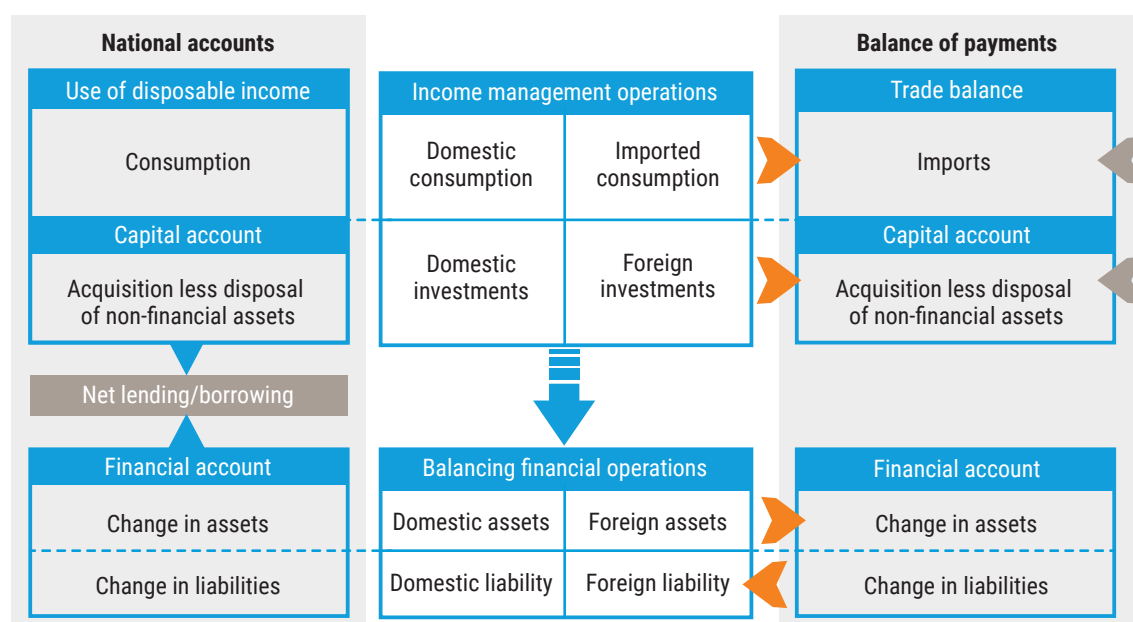 National accounts
Balance of payments
Use of disposable income
Income management operations
Trade balance
Consumption
Domestic
consumption
Imported
consumption
Imports
Capital account
Capital account
Acquisition less disposal
of non-financial assets
Domestic
investments
Foreign
investments
Acquisition less disposal
of non-financial assets
Net lending/borrowing
Financial account
Balancing financial operations
Financial account
Change in assets
Domestic assets
Foreign assets
Change in assets
Change in liabilities
Domestic liability
Foreign liability
Change in liabilities